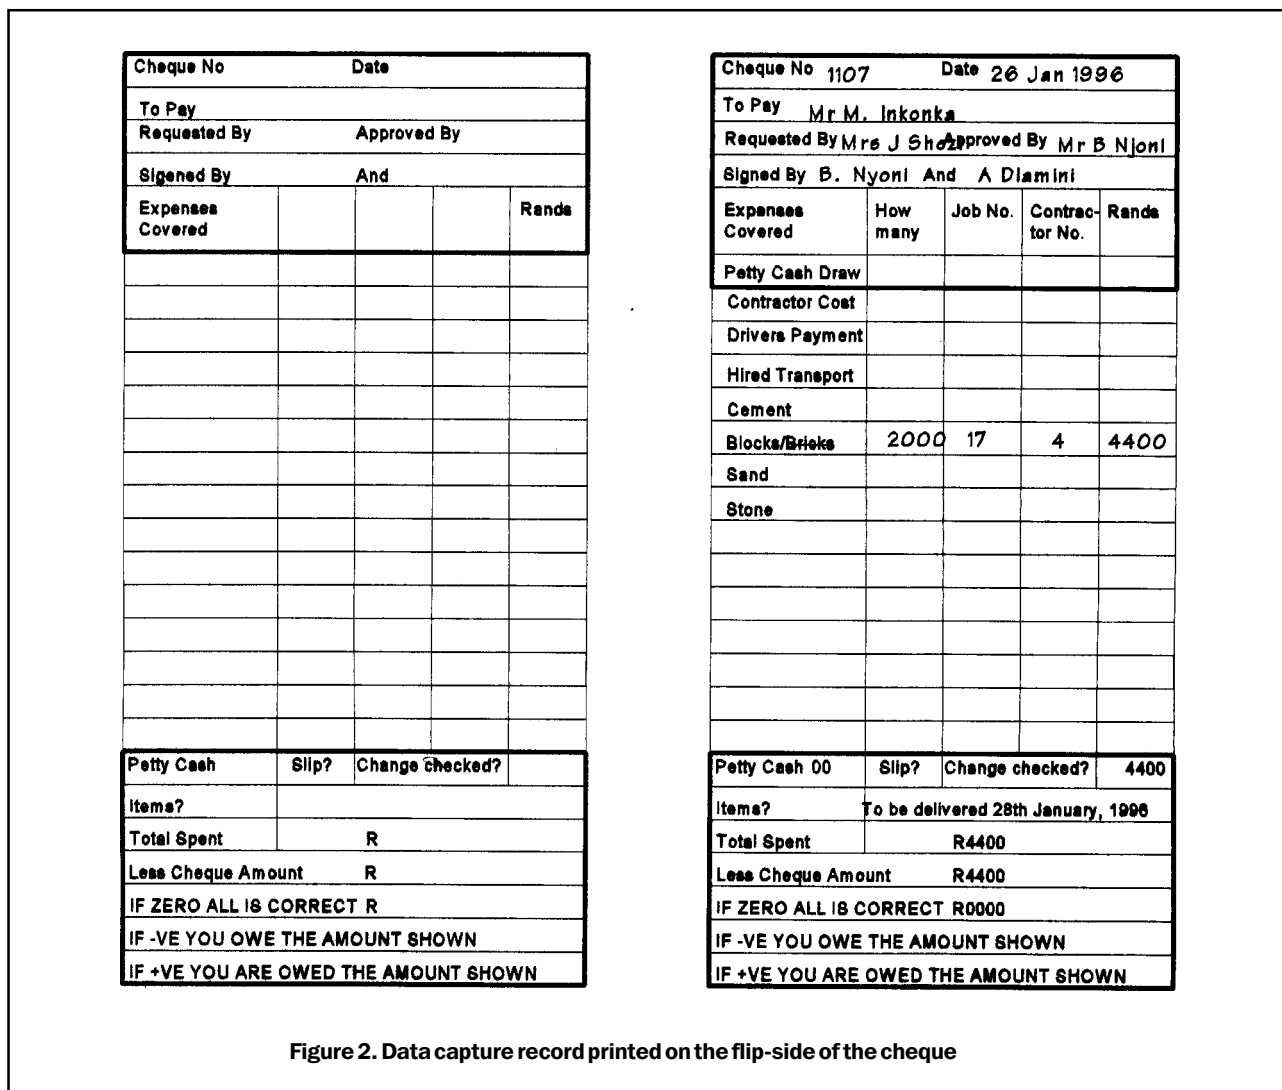 Cheque No Date
To Pay
Requested By Approved By
Sigened By And
Expenses Covered Rands
Petty Cash Slip? Change checked?
Items?
Total Spent R
Less Cheque Amount R
IF ZERO ALL IS CORRECT R
IF -VE YOU OWE THE AMOUNT SHOWN
IF +VE YOU ARE OWED THE AMOUNT SHOWN
Cheque No 1107 Date 26 Jan 1996
To Pay Mr M. Inkonka
Requested By Mrs J Shozi Approved By Mr B Njoni
Signed By B. Nyoni And A Dlamini
Expenses Covered How many Job No. Contrac-tor No. Rands
Petty Cash Draw
Contractor Cost
Drivers Payment
Hired Transport
Cement
Blocks/Bricks 2000 17 4 4400
Sand
Stone
Petty Cash 00 Slip? Change checked? 4400
Items? To be delivered 28th January, 1996
Total Spent R4400
Less Cheque Amount R4400
IF ZERO ALL IS CORRECT R0000
IF -VE YOU OWE THE AMOUNT SHOWN
IF +VE YOU ARE OWED THE AMOUNT SHOWN
Figure 2. Data capture record printed on the flip-side of the cheque